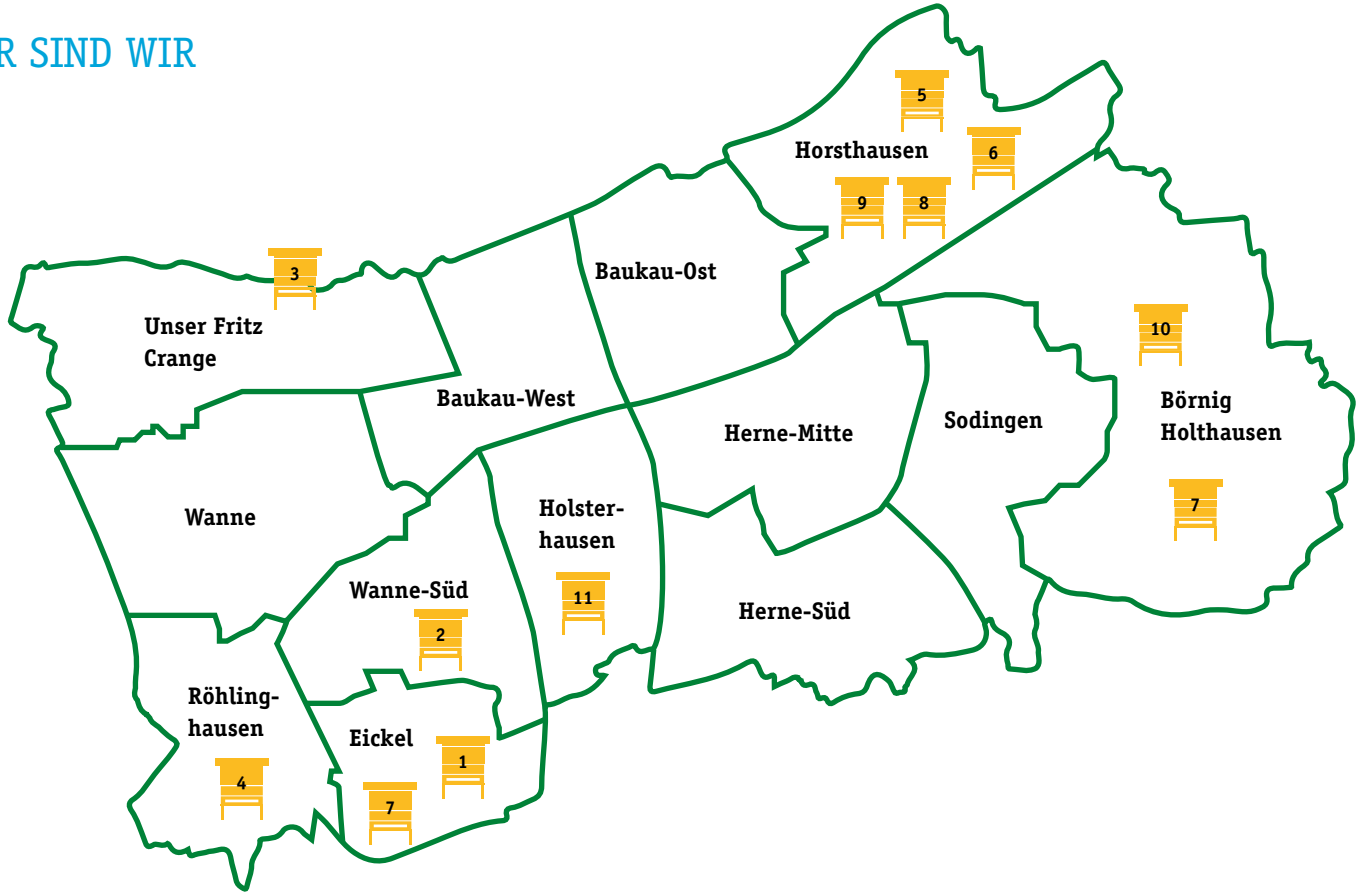 R SIND WIR
5
Horsthausen
6
9
8
3
Baukau-Ost
Unser Fritz
Crange
10
Baukau-West
Börnig
Holthausen
Herne-Mitte
Sodingen
7
Wanne
Holster-
hausen
11
Wanne-Süd
2
Herne-Süd
Röhling-
hausen
4
Eickel
1
7